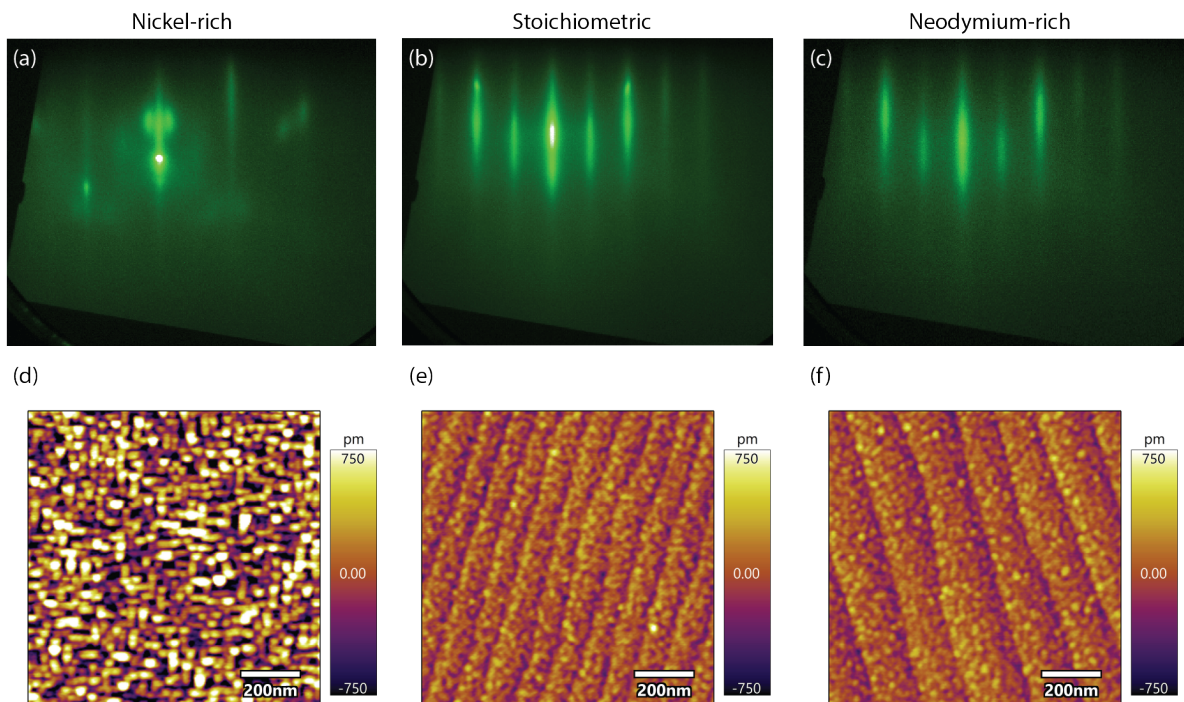 Nickel-rich
Stoichiometric
Neodymium-rich
(a)
(b)
(c)
(d)
(e)
(f)
pm
750
0.00
-750
200nm
pm
750
0.00
-750
200nm
pm
750
0.00
-750
200nm